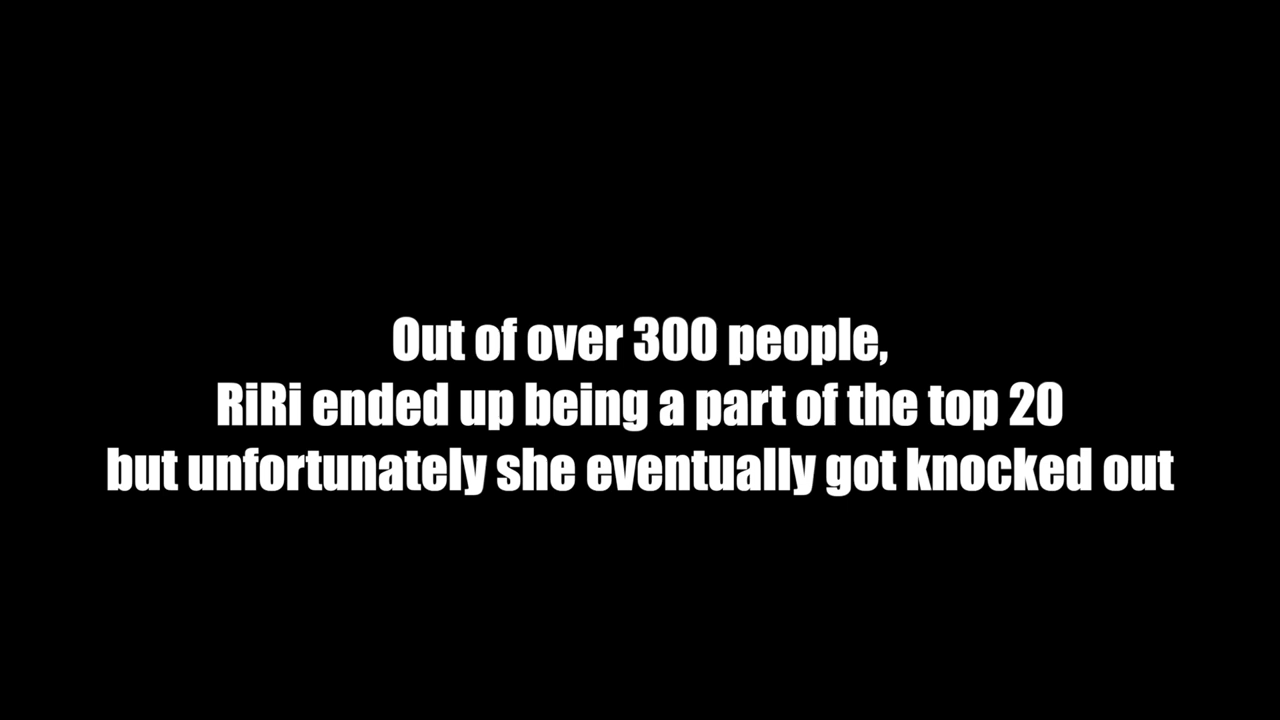 Out of over 300 people,
RiRi ended up being a part of the top 20
but unfortunately she eventually got knocked out